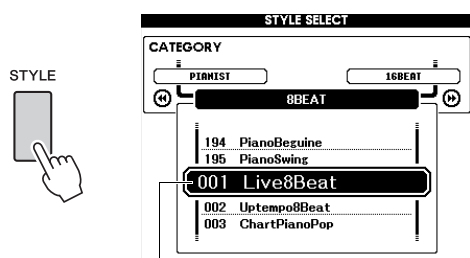 STYLE SELECT
CATEGORY
PIANIST
16BEAT
8BEAT
STYLE
194 PianoBeguine
195 PianoSwing
001 Live8Beat
002 Uptempo8Beat
003 ChartPianoPop